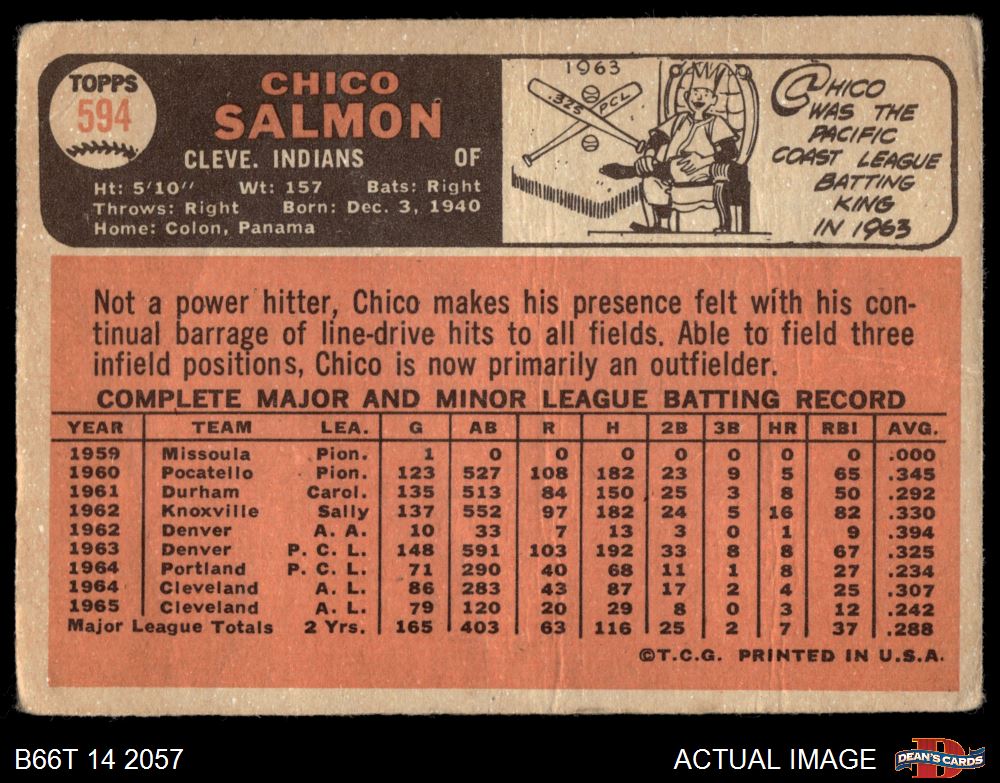 TOPPS
594
CHICO
SALMON
CLEVE. INDIANS OF
Ht: 5'10" Wt: 157 Bats: Right
Throws: Right Born: Dec. 3, 1940
Home: Colon, Panama
1963
.325 PCL
CHICO
WAS THE
PACIFIC
COAST LEAGUE
BATTING
KING
IN 1963
Not a power hitter, Chico makes his presence felt with his con-
tinual barrage of line-drive hits to all fields. Able to field three
infield positions, Chico is now primarily an outfielder.
COMPLETE MAJOR AND MINOR LEAGUE BATTING RECORD
YEAR TEAM LEA. G AB R H 2B 3B HR RBI AVG.
1959 Missoula Pion. 1 0 0 0 0 0 0 0 .000
1960 Pocatello Pion. 123 527 108 182 23 9 5 65 .345
1961 Durham Carol. 135 513 84 150 25 3 8 50 .292
1962 Knoxville Sally 137 552 97 182 24 5 16 82 .330
1962 Denver A. A. 10 33 7 13 3 0 1 9 .394
1963 Denver P. C. L. 148 591 103 192 33 8 8 67 .325
1964 Portland P. C. L. 71 290 40 68 11 1 8 27 .234
1964 Cleveland A. L. 86 283 43 87 17 2 4 25 .307
1965 Cleveland A. L. 79 120 20 29 8 0 3 12 .242
Major League Totals 2 Yrs. 165 403 63 116 25 2 7 37 .288
©T.C.G. PRINTED IN U.S.A.
B66T 14 2057
ACTUAL IMAGE
DEAN'S CARDS